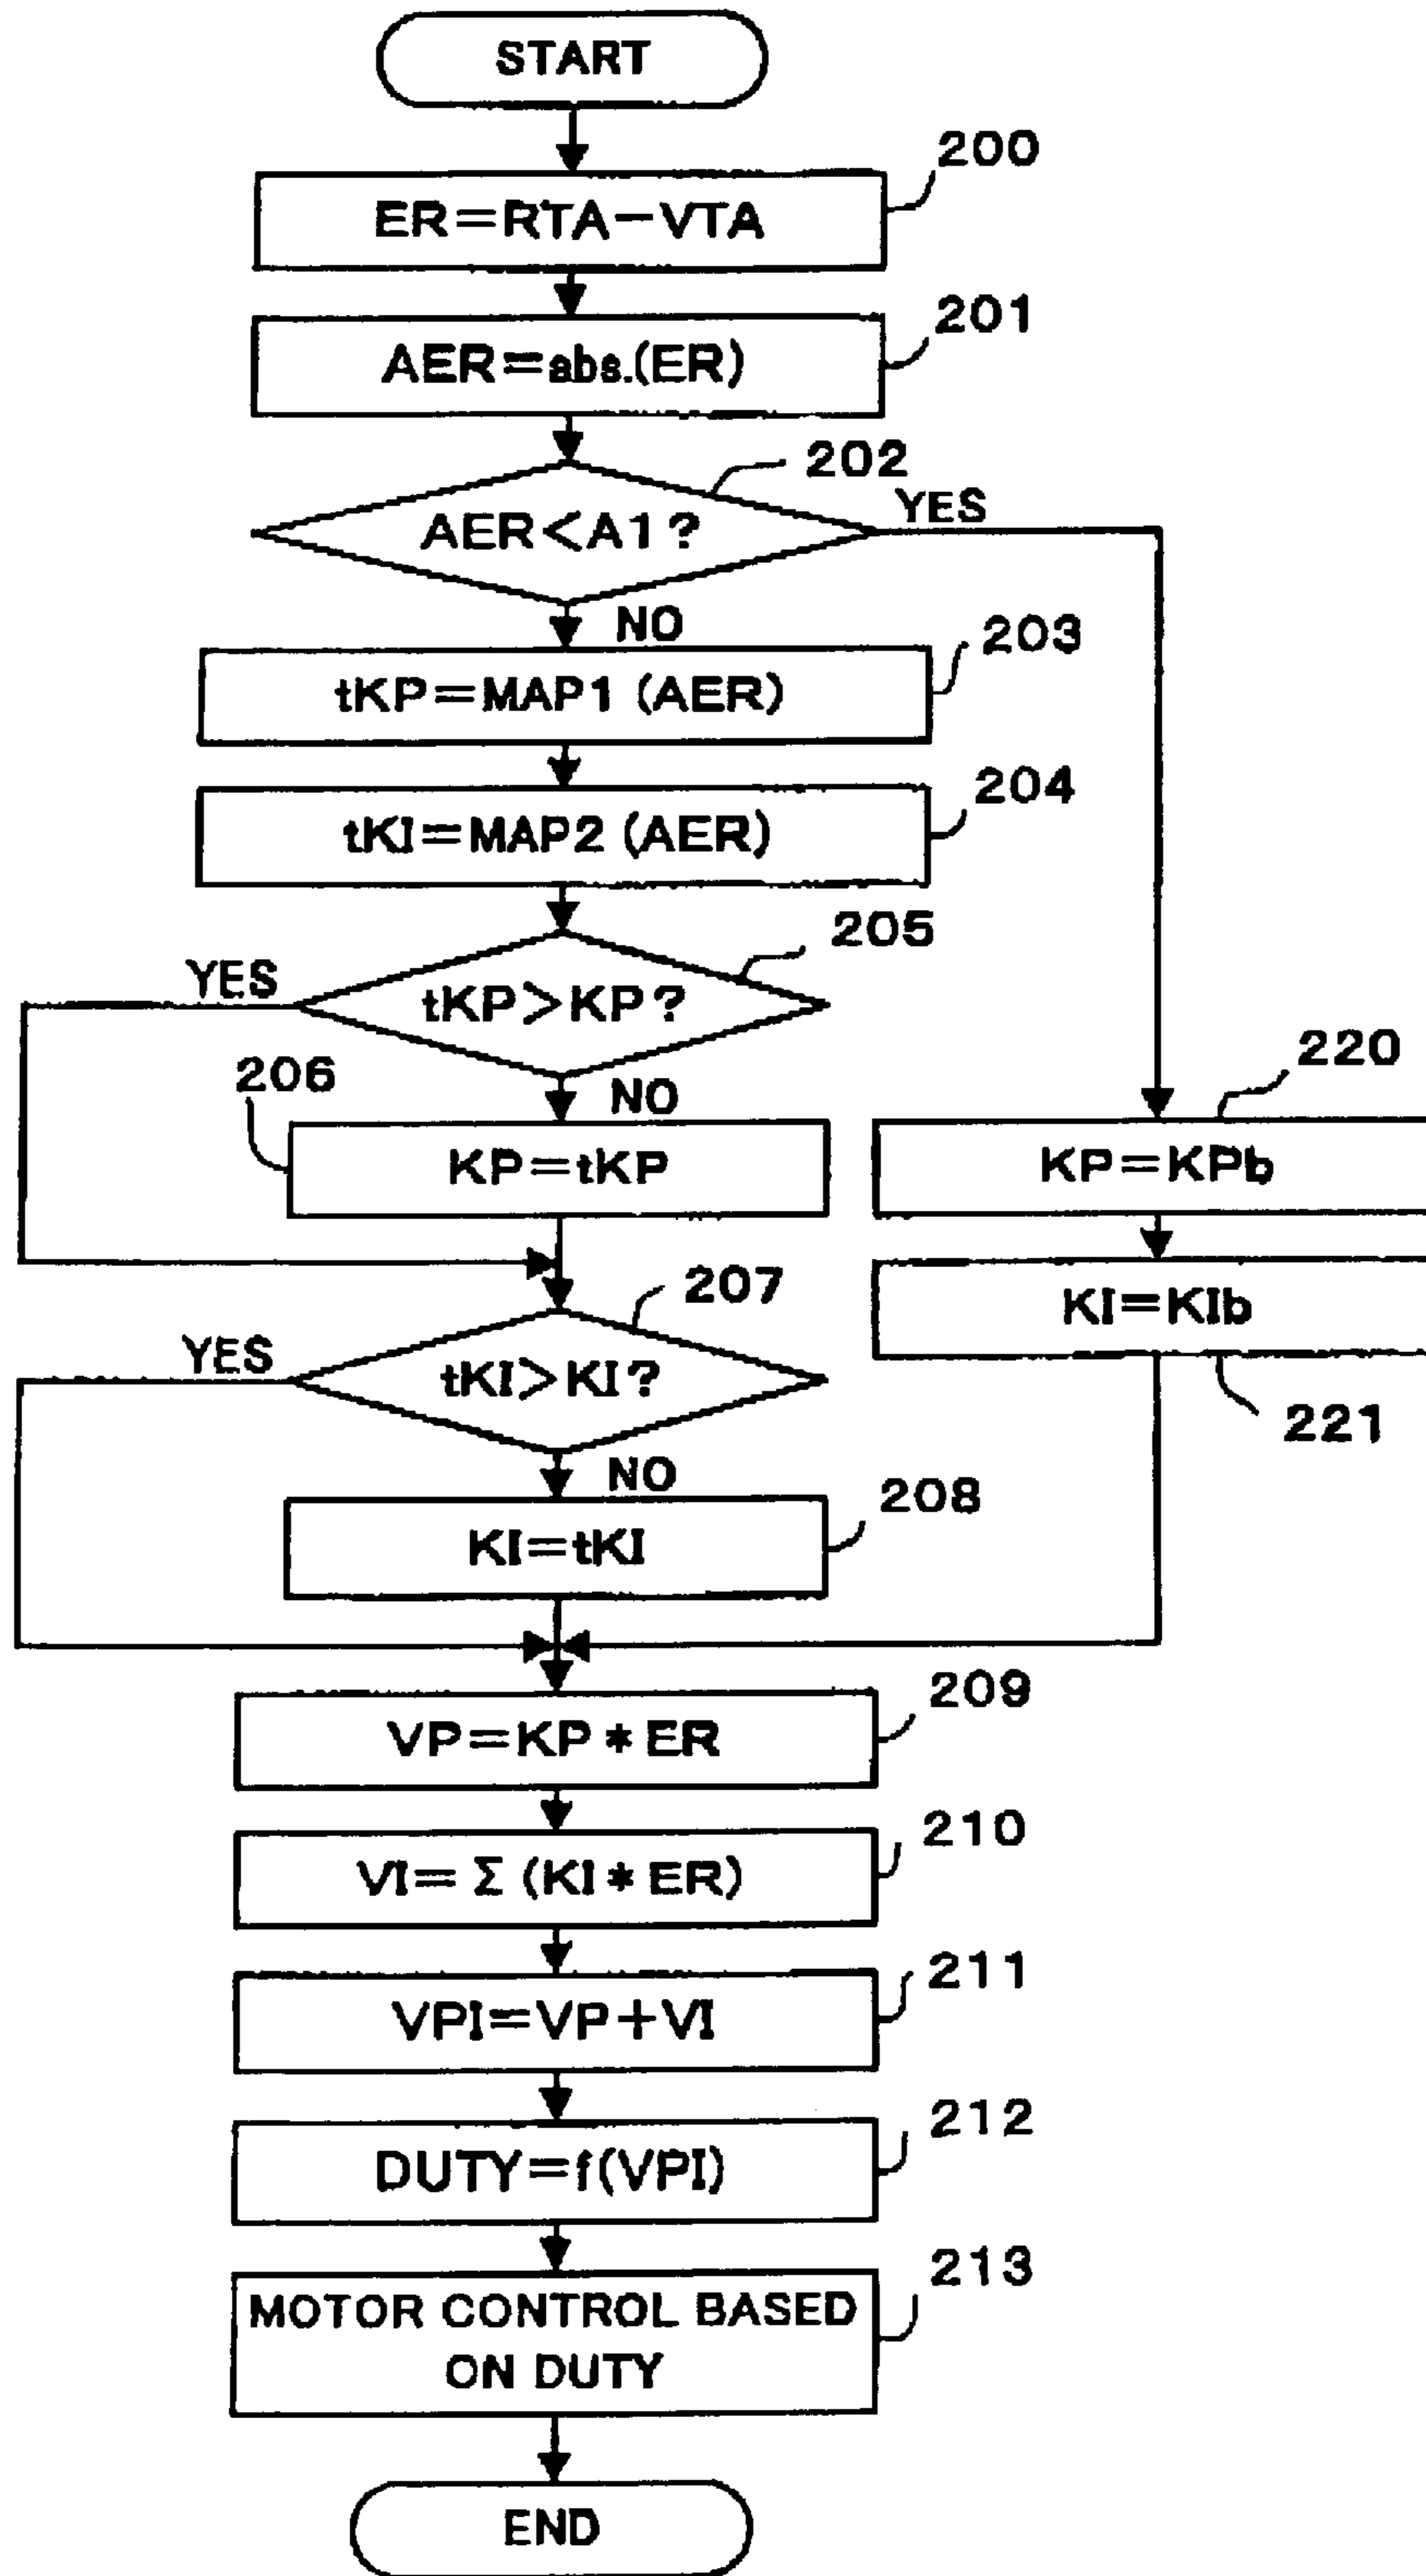 START
200
ER=RTA-VTA
201
AER=abs.(ER)
202
AER<A1?
YES
NO
203
tKP=MAP1 (AER)
204
tKI=MAP2 (AER)
205
YES
tKP>KP?
206
NO
220
KP=tKP
KP=KPb
207
KI=KIb
YES
tKI>KI?
221
NO
208
KI=tKI
209
VP=KP*ER
210
VI=Σ (KI*ER)
211
VPI=VP+VI
212
DUTY=f(VPI)
213
MOTOR CONTROL BASED
ON DUTY
END